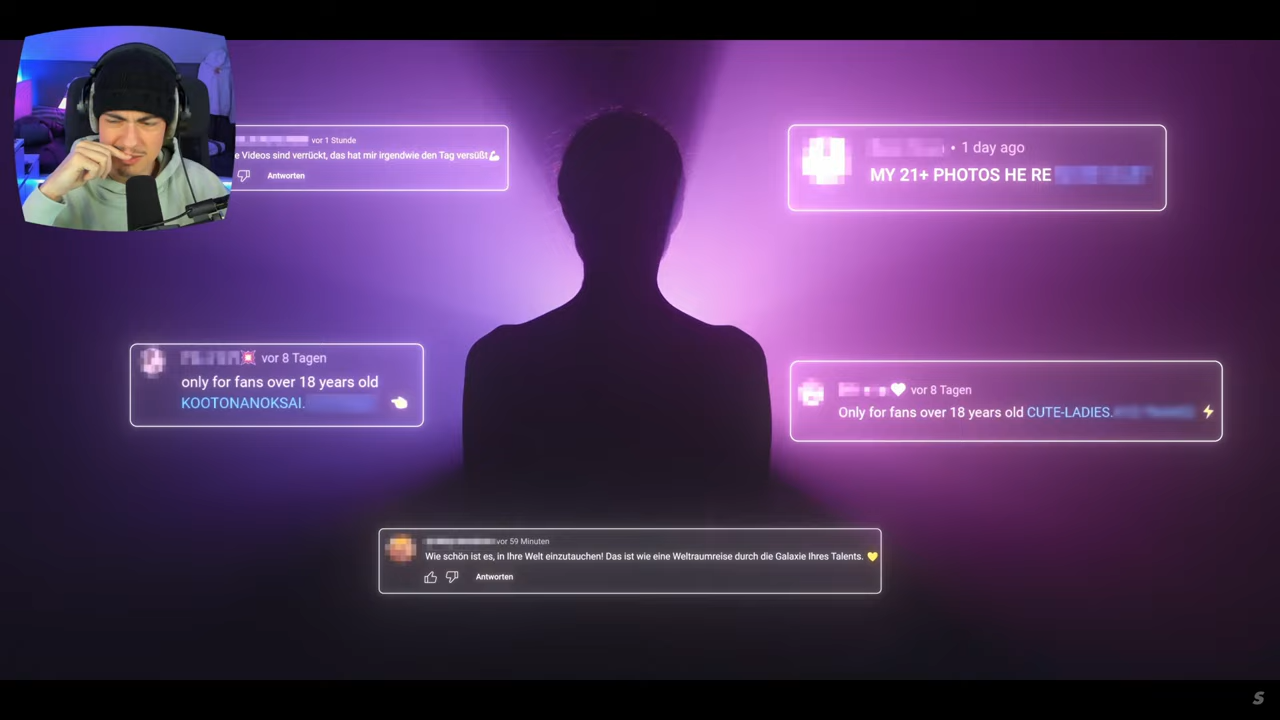 vor 1 Stunde
e Videos sind verrückt, das hat mir irgendwie den Tag versüßt💪
Antworten
• 1 day ago
MY 21+ PHOTOS HE RE
vor 8 Tagen
only for fans over 18 years old
KOOTONANOKSAI.
vor 8 Tagen
Only for fans over 18 years old CUTE-LADIES.
vor 59 Minuten
Wie schön ist es, in Ihre Welt einzutauchen! Das ist wie eine Weltraumreise durch die Galaxie Ihres Talents. 💛
Antworten
S